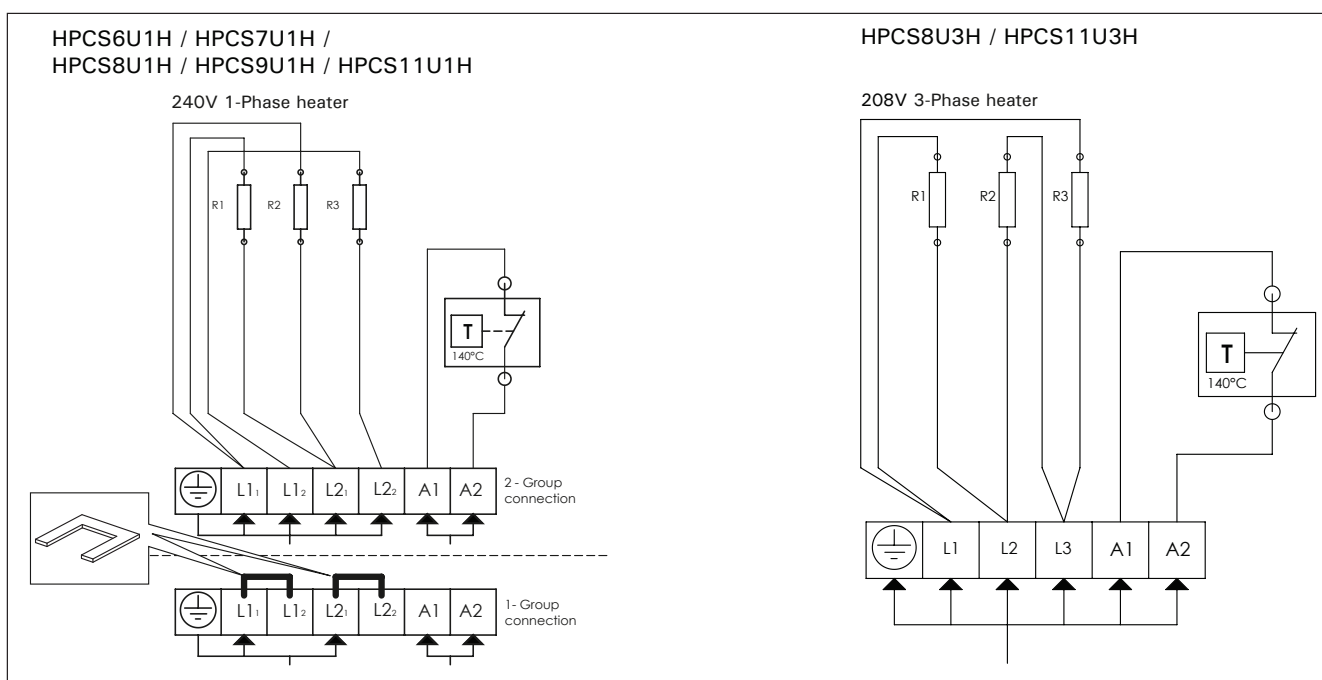 HPCS6U1H / HPCS7U1H /
HPCS8U1H / HPCS9U1H / HPCS11U1H
240V 1-Phase heater
R1 R2 R3
T
140°C
L1₁ L1₂ L2₁ L2₂ A1 A2
2 - Group
connection
L1₁ L1₂ L2₁ L2₂ A1 A2
1- Group
connection
HPCS8U3H / HPCS11U3H
208V 3-Phase heater
R1 R2 R3
T
140°C
L1 L2 L3 A1 A2